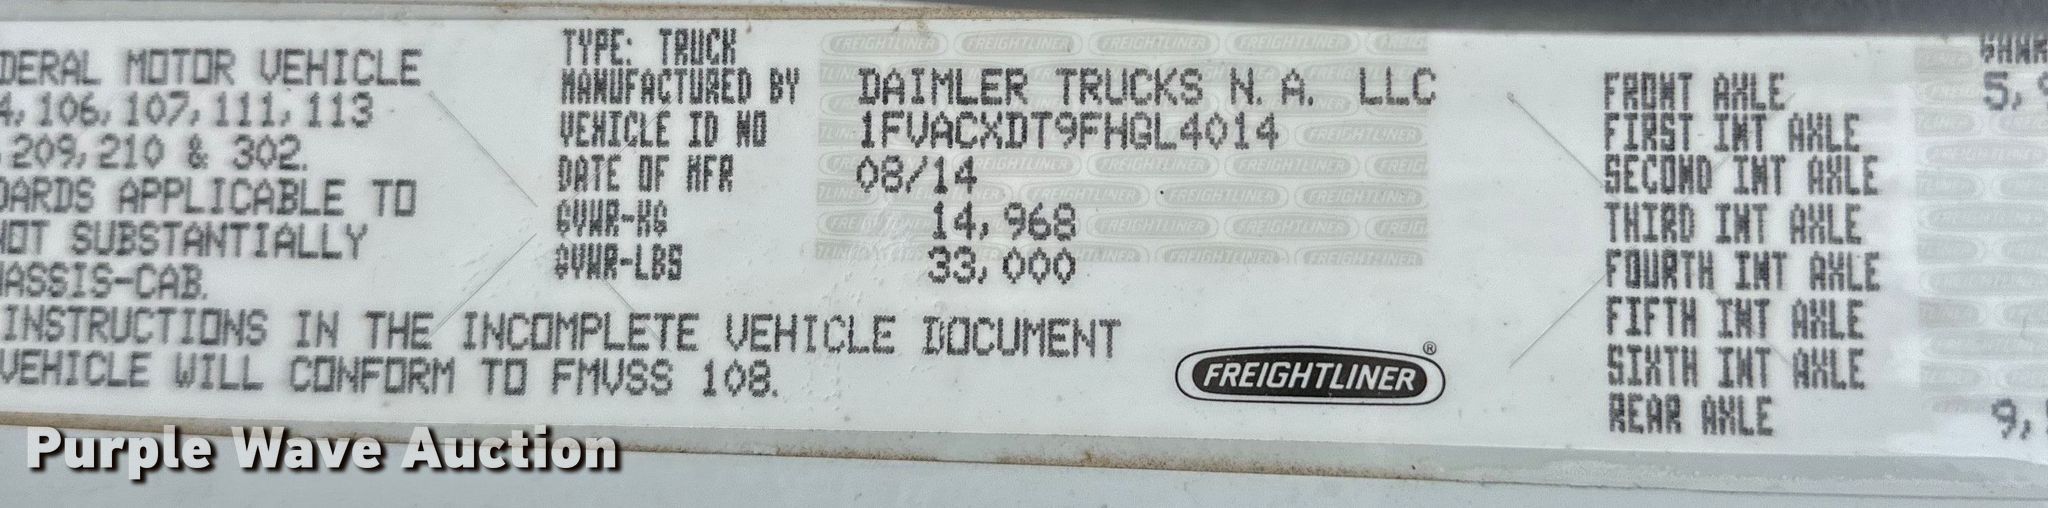 DERAL MOTOR VEHICLE
4, 106, 107, 111, 113
209, 210 & 302.
DARDS APPLICABLE TO
NOT SUBSTANTIALLY
HASSIS-CAB.
INSTRUCTIONS IN THE INCOMPLETE VEHICLE DOCUMENT
VEHICLE WILL CONFORM TO FMVSS 108.
TYPE: TRUCK
MANUFACTURED BY DAIMLER TRUCKS N. A. LLC
VEHICLE ID NO 1FVACXDT9FHGL4014
DATE OF MFR 08/14
GVWR-KG 14, 968
GVWR-LBS 33, 000
FREIGHTLINER®
FRONT AXLE 5, 9
FIRST INT AXLE
SECOND INT AXLE
THIRD INT AXLE
FOURTH INT AXLE
FIFTH INT AXLE
SIXTH INT AXLE
REAR AXLE 9,
Purple Wave Auction